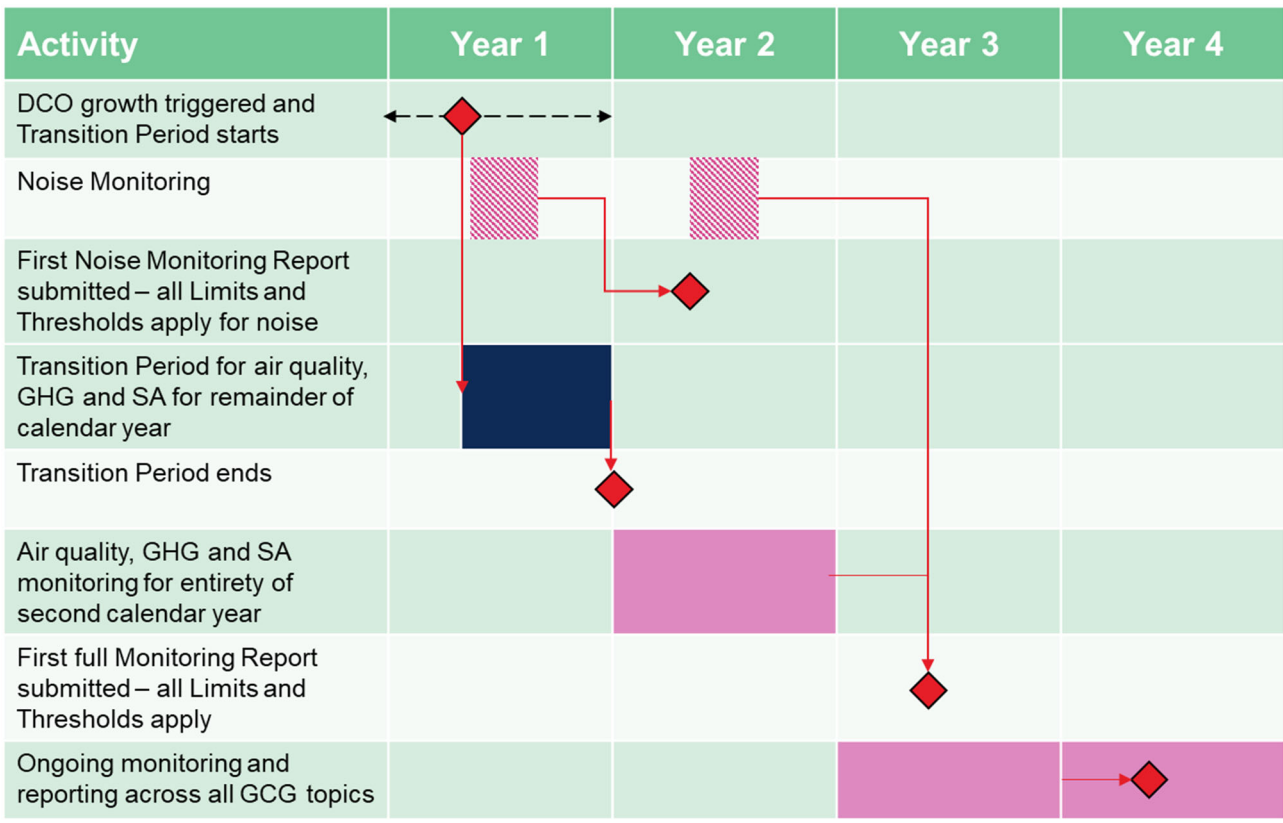 Activity Year 1 Year 2 Year 3 Year 4
DCO growth triggered and
Transition Period starts
Noise Monitoring
First Noise Monitoring Report
submitted – all Limits and
Thresholds apply for noise
Transition Period for air quality,
GHG and SA for remainder of
calendar year
Transition Period ends
Air quality, GHG and SA
monitoring for entirety of
second calendar year
First full Monitoring Report
submitted – all Limits and
Thresholds apply
Ongoing monitoring and
reporting across all GCG topics